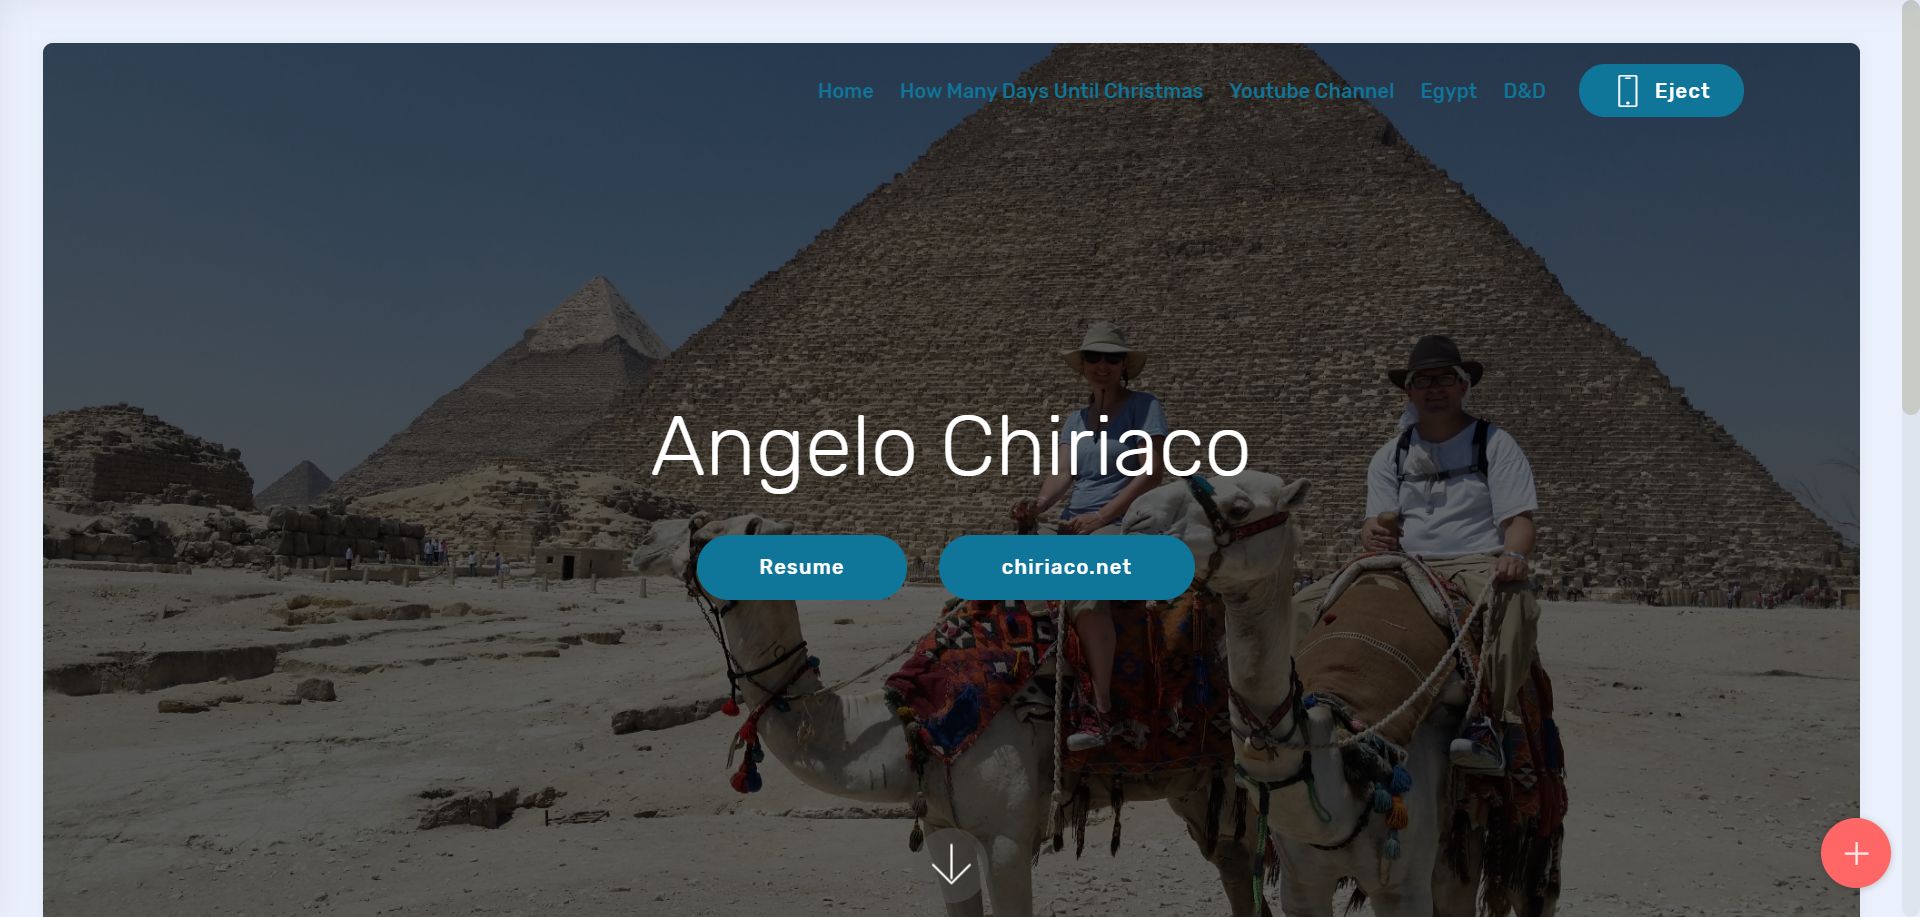 Home How Many Days Until Christmas Youtube Channel Egypt D&D Eject
Angelo Chiriaco
Resume chiriaco.net